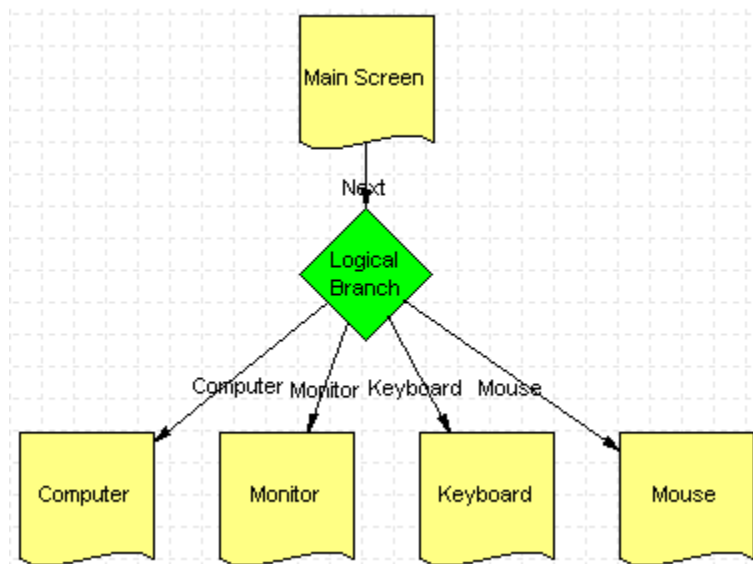 Main Screen
Next
Logical
Branch
Computer
Monitor
Keyboard
Mouse
Computer
Monitor
Keyboard
Mouse